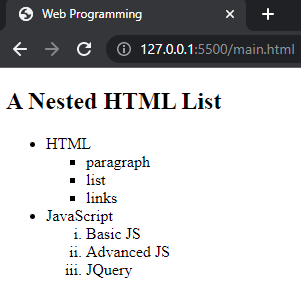 Web Programming
127.0.0.1:5500/main.html
A Nested HTML List
• HTML
▪ paragraph
▪ list
▪ links
• JavaScript
i. Basic JS
ii. Advanced JS
iii. JQuery